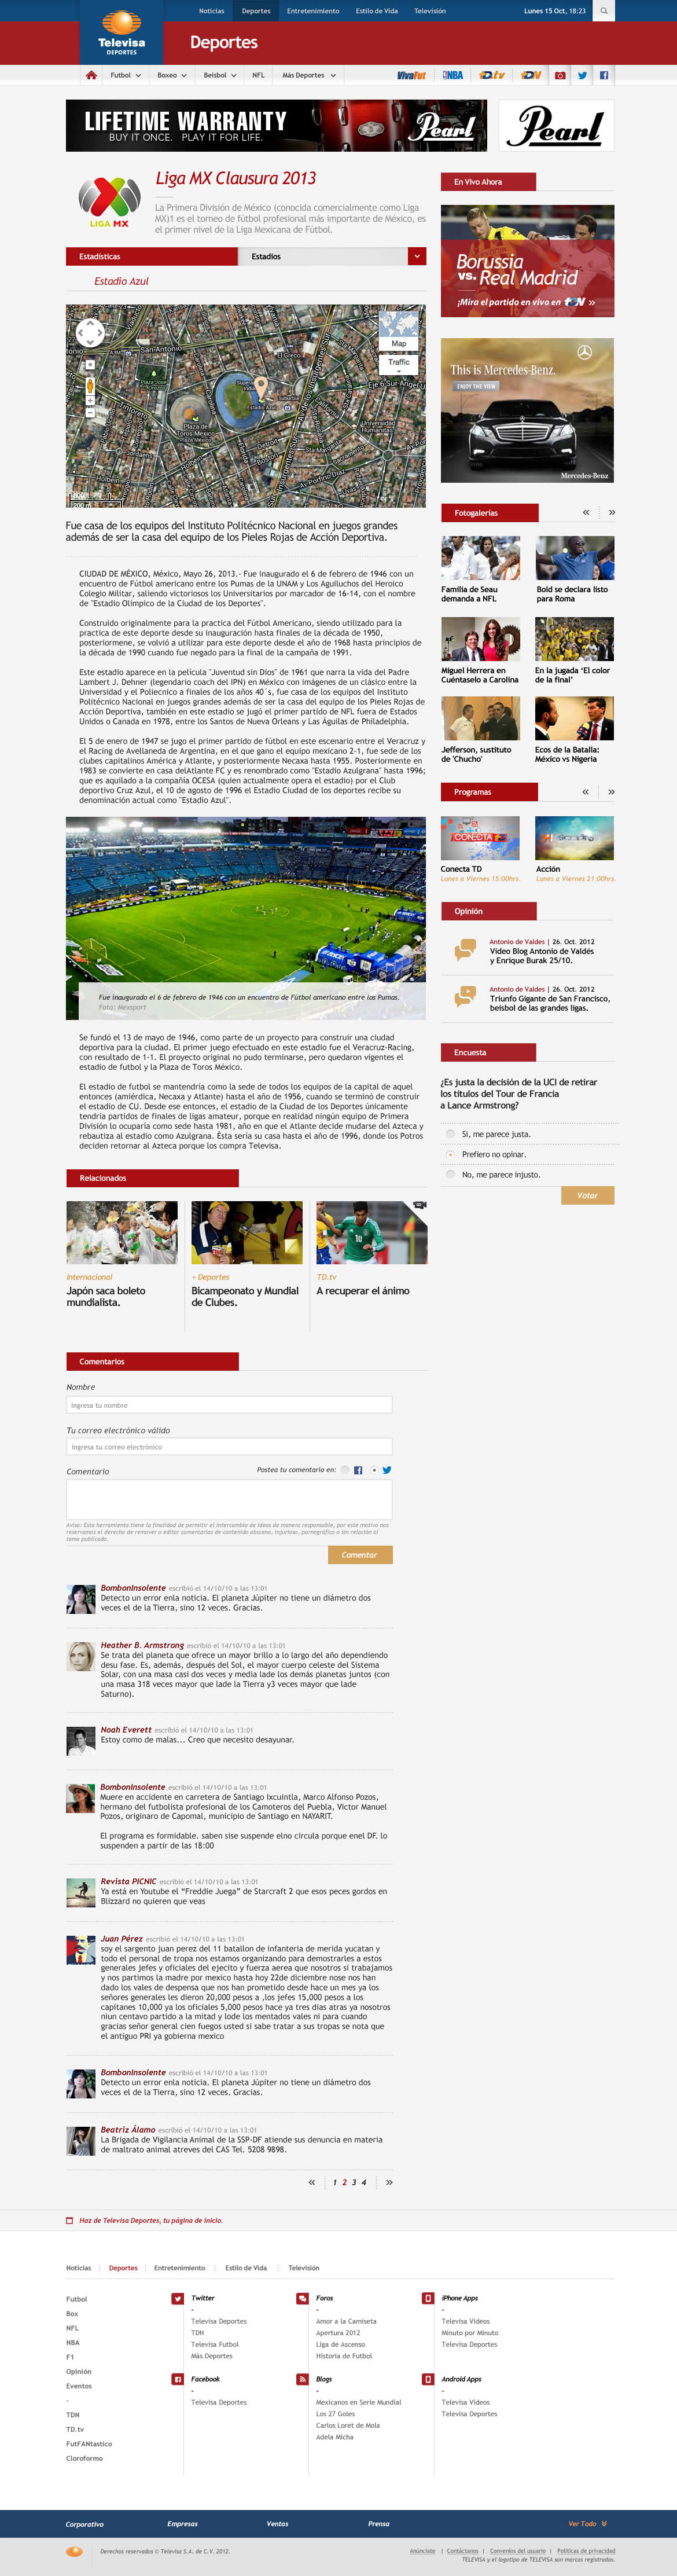 Noticias Deportes Entretenimiento Estilo de Vida Televisión Lunes 15 Oct, 18:23
Televisa
DEPORTES
Deportes
Futbol Boxeo Beisbol NFL Más Deportes VivaFut NBA TD.tv
LIFETIME WARRANTY
BUY IT ONCE. PLAY IT FOR LIFE.
Pearl
Pearl
LIGA MX
Liga MX Clausura 2013
La Primera División de México (conocida comercialmente como Liga
MX)1 es el torneo de fútbol profesional más importante de México, es
el primer nivel de la Liga Mexicana de Fútbol.
Estadísticas
Estadios
Estadio Azul
Map
Traffic
San-Antonio
Plaza de
Toros México
Estadio Azul
Eje 6 Sur-Angel U
Universidad
Humanitas
Fue casa de los equipos del Instituto Politécnico Nacional en juegos grandes
además de ser la casa del equipo de los Pieles Rojas de Acción Deportiva.
CIUDAD DE MÉXICO, México, Mayo 26, 2013.- Fue inaugurado el 6 de febrero de 1946 con un
encuentro de Fútbol americano entre los Pumas de la UNAM y Los Aguiluchos del Heroico
Colegio Militar, saliendo victoriosos los Universitarios por marcador de 16-14, con el nombre
de "Estadio Olímpico de la Ciudad de los Deportes".
Construido originalmente para la practica del Fútbol Americano, siendo utilizado para la
practica de este deporte desde su inauguración hasta finales de la década de 1950,
posteriormene, se volvió a utilizar para este deporte desde el año de 1968 hasta principios de
la década de 1990 cuando fue negado para la final de la campaña de 1991.
Este estadio aparece en la película "Juventud sin Dios" de 1961 que narra la vida del Padre
Lambert J. Dehner (legendario coach del IPN) en México con imágenes de un clásico entre la
Universidad y el Politecnico a finales de los años 40´s, fue casa de los equipos del Instituto
Politécnico Nacional en juegos grandes además de ser la casa del equipo de los Pieles Rojas de
Acción Deportiva, también en este estadio se jugó el primer partido de NFL fuera de Estados
Unidos o Canada en 1978, entre los Santos de Nueva Orleans y Las Águilas de Philadelphia.
El 5 de enero de 1947 se jugo el primer partido de fútbol en este escenario entre el Veracruz y
el Racing de Avellaneda de Argentina, en el que gano el equipo mexicano 2-1, fue sede de los
clubes capitalinos América y Atlante, y posteriormente Necaxa hasta 1955. Posteriormente en
1983 se convierte en casa delAtlante FC y es renombrado como "Estadio Azulgrana" hasta 1996;
que es aquilado a la compañía OCESA (quien actualmente opera el estadio) por el Club
deportivo Cruz Azul, el 10 de agosto de 1996 el Estadio Ciudad de los Deportes recibe su
denominación actual como "Estadio Azul".
Fue inaugurado el 6 de febrero de 1946 con un encuentro de Fútbol americano entre los Pumas.
Foto: Mexsport
Se fundó el 13 de mayo de 1946, como parte de un proyecto para construir una ciudad
deportiva para la ciudad. El primer juego efectuado en este estadio fue el Veracruz-Racing,
con resultado de 1-1. El proyecto original no pudo terminarse, pero quedaron vigentes el
estadio de futbol y la Plaza de Toros México.
El estadio de futbol se mantendría como la sede de todos los equipos de la capital de aquel
entonces (amiérdica, Necaxa y Atlante) hasta el año de 1956, cuando se terminó de construir
el estadio de CU. Desde ese entonces, el estadio de la Ciudad de los Deportes únicamente
tendría partidos de finales de ligas amateur, porque en realidad ningún equipo de Primera
División lo ocuparía como sede hasta 1981, año en que el Atlante decide mudarse del Azteca y
rebautiza al estadio como Azulgrana. Ésta sería su casa hasta el año de 1996, donde los Potros
deciden retornar al Azteca porque los compra Televisa.
Relacionados
Internacional
Japón saca boleto
mundialista.
+ Deportes
Bicampeonato y Mundial
de Clubes.
TD.tv
A recuperar el ánimo
Comentarios
Nombre
Ingresa tu nombre
Tu correo electrónico válido
Ingresa tu correo electrónico
Comentario
Postea tu comentario en:
Aviso: Esta herramienta tiene la finalidad de permitir el intercambio de ideas de manera responsable, por este motivo nos
reservamos el derecho de remover o editar comentarios de contenido obsceno, injurioso, pornográfico o sin relación al
tema publicado.
Comentar
BombonInsolente escribió el 14/10/10 a las 13:01
Detecto un error enla noticia. El planeta Júpiter no tiene un diámetro dos
veces el de la Tierra, sino 12 veces. Gracias.
Heather B. Armstrong escribió el 14/10/10 a las 13:01
Se trata del planeta que ofrece un mayor brillo a lo largo del año dependiendo
desu fase. Es, además, después del Sol, el mayor cuerpo celeste del Sistema
Solar, con una masa casi dos veces y media lade los demás planetas juntos (con
una masa 318 veces mayor que lade la Tierra y3 veces mayor que lade
Saturno).
Noah Everett escribió el 14/10/10 a las 13:01
Estoy como de malas... Creo que necesito desayunar.
BombonInsolente escribió el 14/10/10 a las 13:01
Muere en accidente en carretera de Santiago Ixcuintla, Marco Alfonso Pozos,
hermano del futbolista profesional de los Camoteros del Puebla, Victor Manuel
Pozos, originaro de Capomal, municipio de Santiago en NAYARIT.
El programa es formidable. saben sise suspende elno circula porque enel DF. lo
suspenden a partir de las 18:00
Revista PICNIC escribió el 14/10/10 a las 13:01
Ya está en Youtube el "Freddie Juega" de Starcraft 2 que esos peces gordos en
Blizzard no quieren que veas
Juan Pérez escribió el 14/10/10 a las 13:01
soy el sargento juan perez del 11 batallon de infanteria de merida yucatan y
todo el personal de tropa nos estamos organizando para demostrarles a estos
generales jefes y oficiales del ejecito y fuerza aerea que nosotros si trabajamos
y nos partimos la madre por mexico hasta hoy 22de diciembre nose nos han
dado los vales de despensa que nos han prometido desde hace un mes ya los
señores generales les dieron 20,000 pesos a ,los jefes 15,000 pesos a los
capitanes 10,000 ya los oficiales 5,000 pesos hace ya tres dias atras ya nosotros
niun centavo partido a la mitad y lode los mentados vales ni para cuando
gracias señor general cien fuegos usted si sabe tratar a sus tropas se nota que
el antiguo PRI ya gobierna mexico
BombonInsolente escribió el 14/10/10 a las 13:01
Detecto un error enla noticia. El planeta Júpiter no tiene un diámetro dos
veces el de la Tierra, sino 12 veces. Gracias.
Beatriz Álamo escribió el 14/10/10 a las 13:01
La Brigada de Vigilancia Animal de la SSP-DF atiende sus denuncia en materia
de maltrato animal atreves del CAS Tel. 5208 9898.
« 1 2 3 4 »
En Vivo Ahora
Borussia
vs. Real Madrid
¡Mira el partido en vivo en »
This is Mercedes-Benz.
ENJOY THE VIEW
Mercedes-Benz
Fotogalerías « »
Familia de Seau
demanda a NFL
Bold se declara listo
para Roma
Miguel Herrera en
Cuéntaselo a Carolina
En la jugada ‘El color
de la final’
Jefferson, sustituto
de 'Chucho'
Ecos de la Batalla:
México vs Nigeria
Programas « »
CONECTA
Conecta TD
Lunes a Viernes 15:00hrs.
Acción
Lunes a Viernes 21:00hrs.
Opinión
Antonio de Valdes | 26. Oct. 2012
Video Blog Antonio de Valdés
y Enrique Burak 25/10.
Antonio de Valdes | 26. Oct. 2012
Triunfo Gigante de San Francisco,
beisbol de las grandes ligas.
Encuesta
¿Es justa la decisión de la UCI de retirar
los títulos del Tour de Francia
a Lance Armstrong?
Sí, me parece justa.
Prefiero no opinar.
No, me parece injusto.
Votar
Haz de Televisa Deportes, tu página de inicio.
Noticias Deportes Entretenimiento Estilo de Vida Televisión
Futbol
Box
NFL
NBA
F1
Opinión
Eventos
-
TDN
TD.tv
FutFANtastico
Cloroformo
Twitter
-
Televisa Deportes
TDN
Televisa Futbol
Más Deportes
Facebook
-
Televisa Deportes
Foros
-
Amor a la Camiseta
Apertura 2012
Liga de Ascenso
Historia de Futbol
Blogs
-
Mexicanos en Serie Mundial
Los 27 Goles
Carlos Loret de Mola
Adela Micha
iPhone Apps
-
Televisa Videos
Minuto por Minuto
Televisa Deportes
Android Apps
-
Televisa Videos
Televisa Deportes
Corporativo Empresas Ventas Prensa Ver Todo
Derechos reservados © Televisa S.A. de C.V. 2012.
Anúnciate | Contáctanos | Convenios del usuario | Políticas de privacidad
TELEVISA y el logotipo de TELEVISA son marcas registradas.